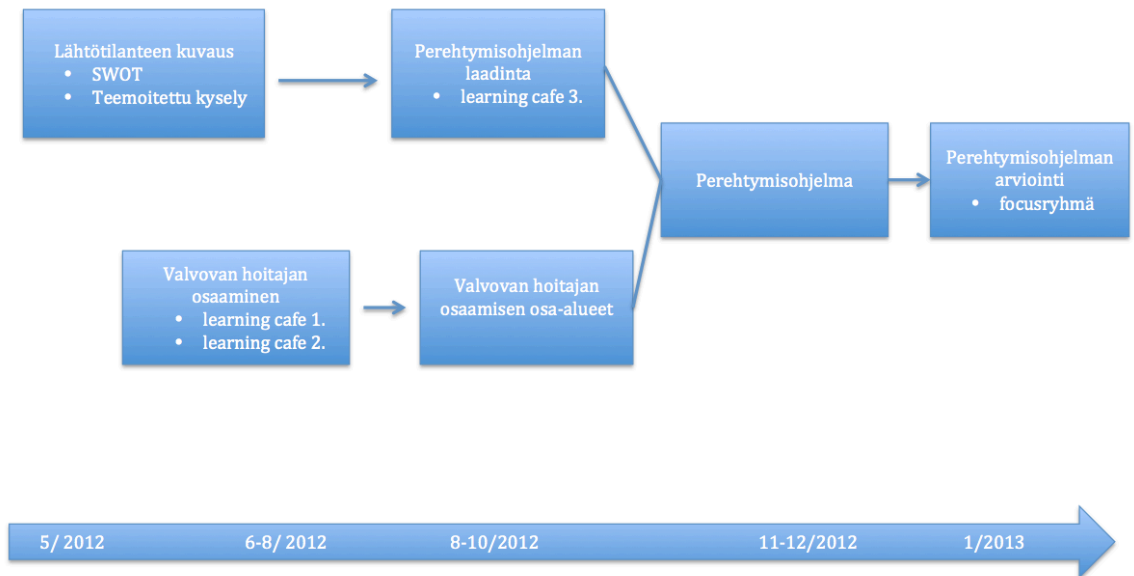 Lähtötilanteen kuvaus
• SWOT
• Teemoitettu kysely
Perehtymisohjelman
laadinta
• learning cafe 3.
Perehtymisohjelma
Perehtymisohjelman
arviointi
• focusryhmä
Valvovan hoitajan
osaaminen
• learning cafe 1.
• learning cafe 2.
Valvovan hoitajan
osaamisen osa-alueet
5/ 2012
6-8/ 2012
8-10/2012
11-12/2012
1/2013